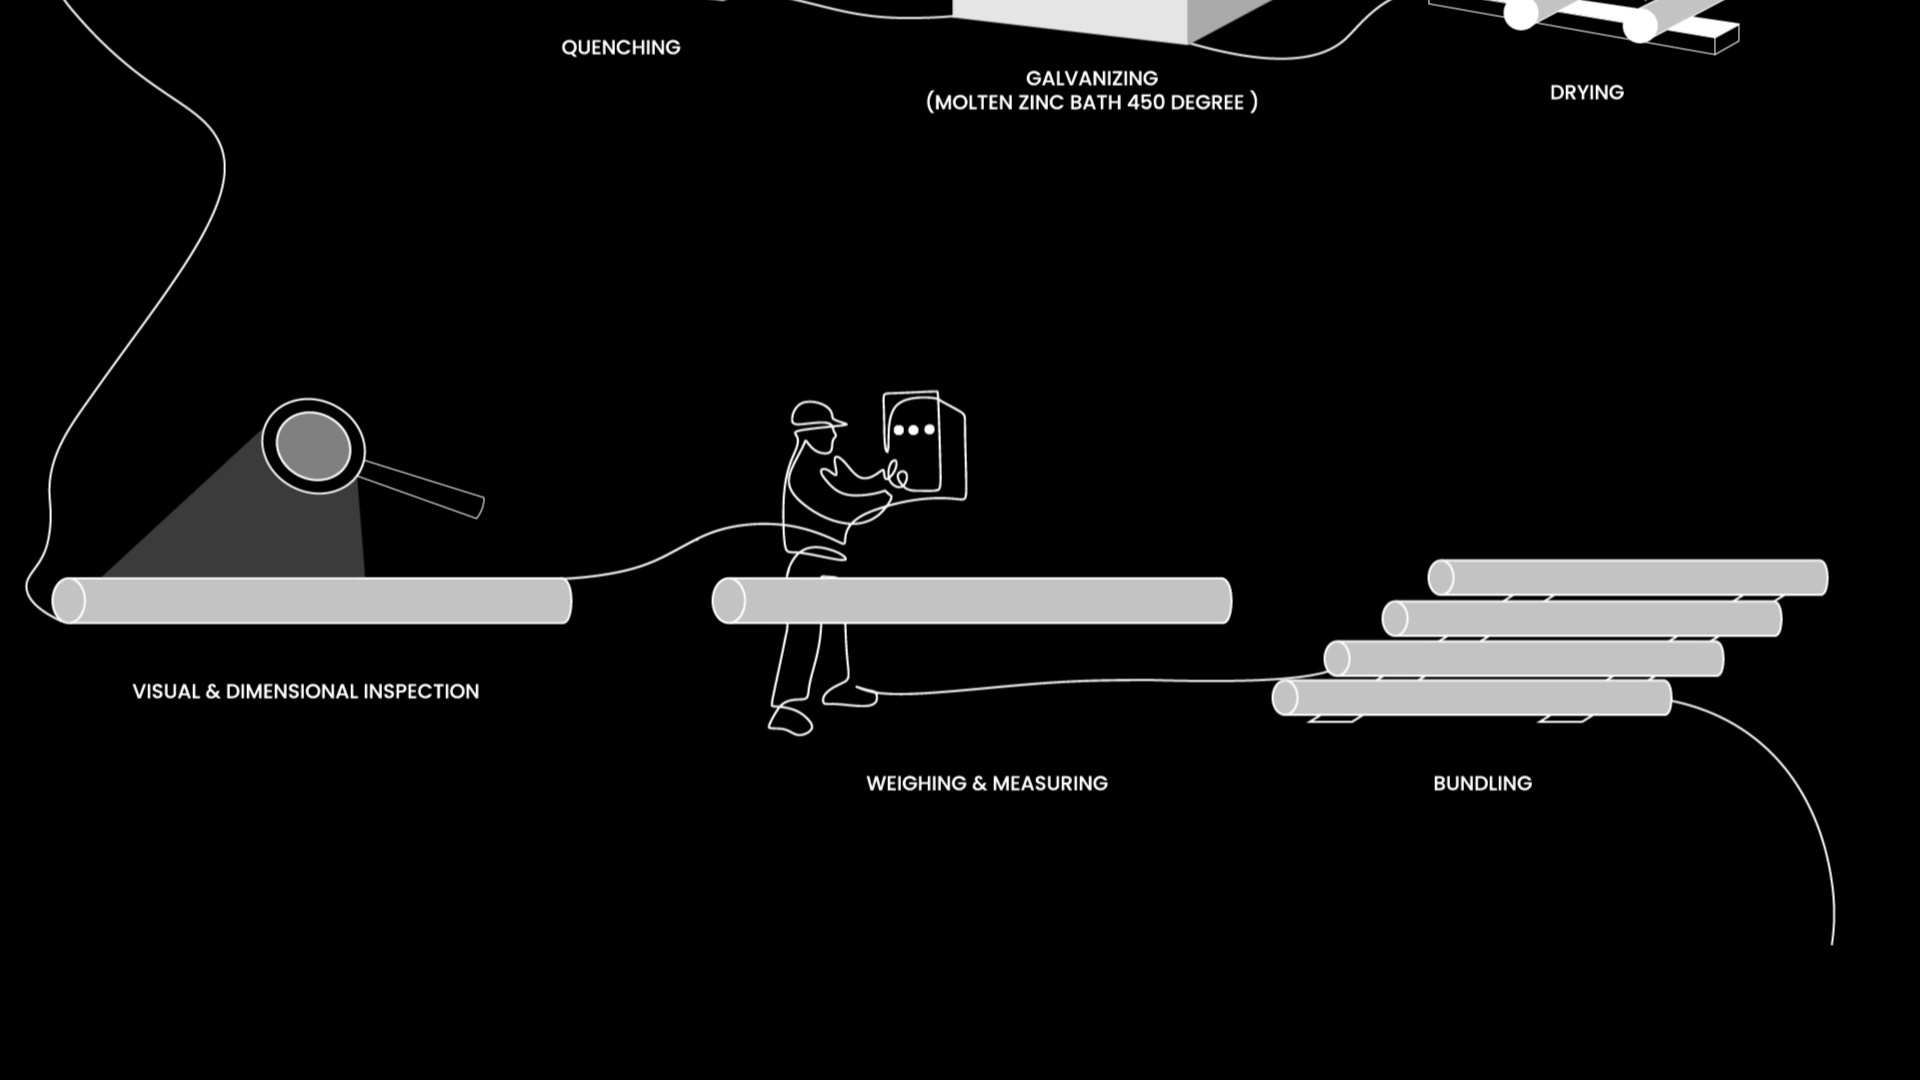 QUENCHING
GALVANIZING
(MOLTEN ZINC BATH 450 DEGREE )
DRYING
VISUAL & DIMENSIONAL INSPECTION
WEIGHING & MEASURING
BUNDLING